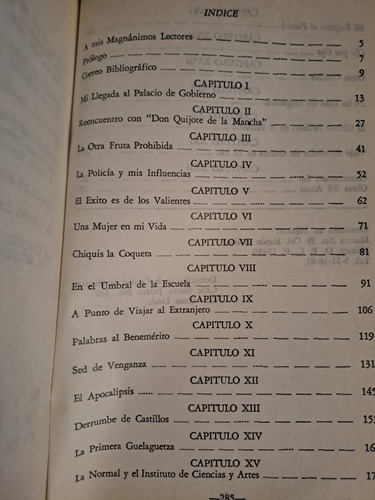 INDICE
A mis Magnánimos Lectores 5
Prólogo 7
Correo Bibliográfico 9
CAPITULO I
Mi Llegada al Palacio de Gobierno 13
CAPITULO II
Reencuentro con "Don Quijote de la Mancha" 27
CAPITULO III
La Otra Fruta Prohibida 41
CAPITULO IV
La Policía y mis Influencias 52
CAPITULO V
El Exito es de los Valientes 62
CAPITULO VI
Una Mujer en mi Vida 71
CAPITULO VII
Chiquis la Coqueta 81
CAPITULO VIII
En el Umbral de la Escuela 91
CAPITULO IX
A Punto de Viajar al Extranjero 106
CAPITULO X
Palabras al Benemérito 119
CAPITULO XI
Sed de Venganza 131
CAPITULO XII
El Apocalipsis 145
CAPITULO XIII
Derrumbe de Castillos 153
CAPITULO XIV
La Primera Guelaguetza 16
CAPITULO XV
La Normal y el Instituto de Ciencias y Artes 17
—285—